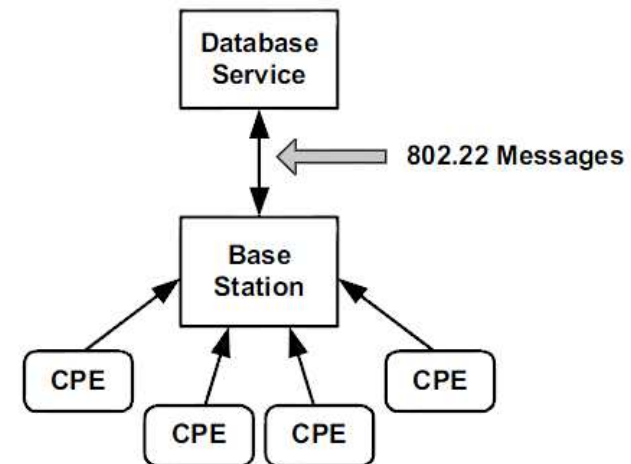 Database
Service
802.22 Messages
Base
Station
CPE
CPE
CPE
CPE